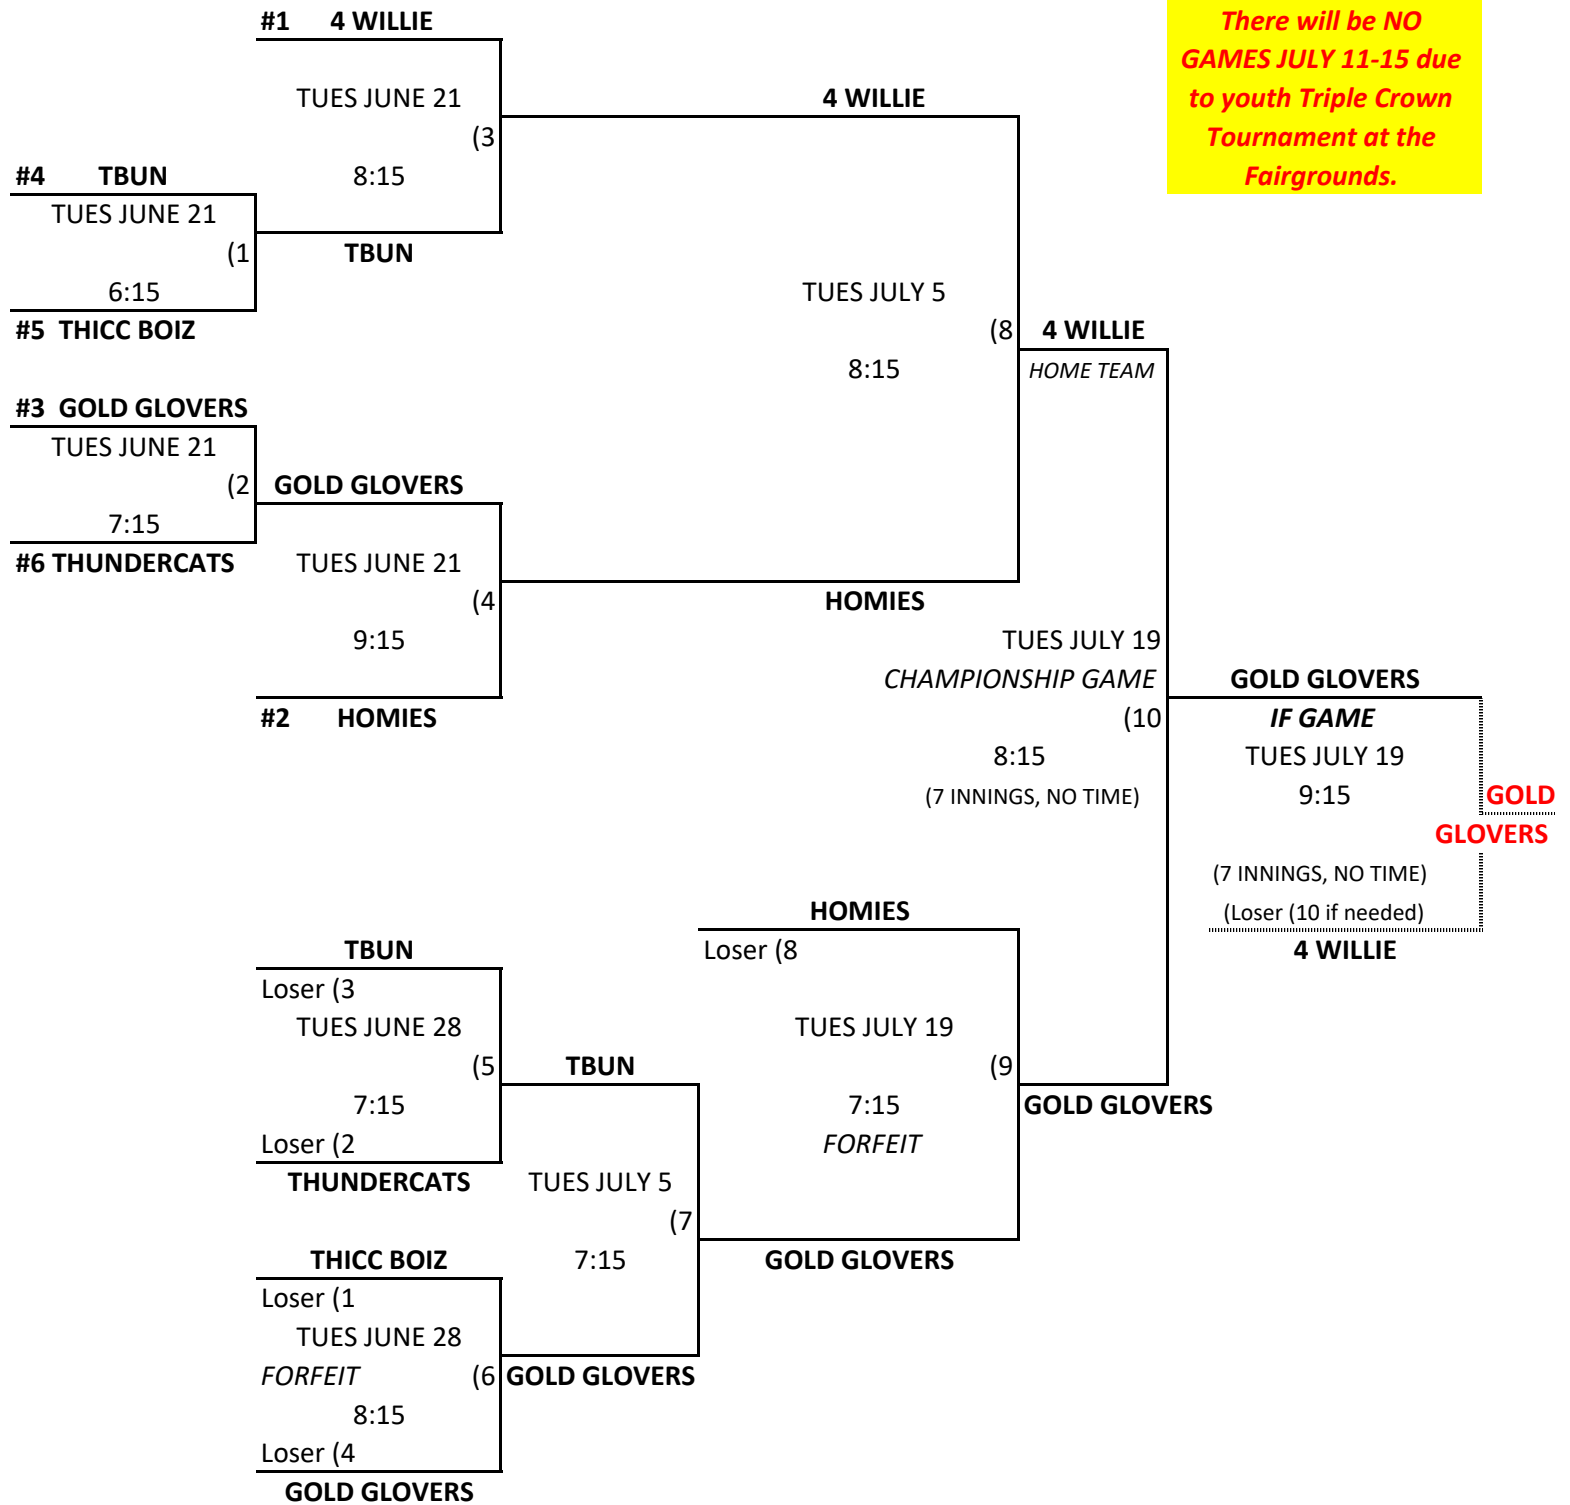 #1 4 WILLIE
There will be NO
GAMES JULY 11-15 due
to youth Triple Crown
Tournament at the
Fairgrounds.
TUES JUNE 21
(3
8:15
4 WILLIE
#4 TBUN
TUES JUNE 21
(1
6:15
#5 THICC BOIZ
TBUN
TUES JULY 5
(8
8:15
4 WILLIE
HOME TEAM
#3 GOLD GLOVERS
TUES JUNE 21
(2
7:15
#6 THUNDERCATS
GOLD GLOVERS
TUES JUNE 21
(4
9:15
#2 HOMIES
HOMIES
TUES JULY 19
CHAMPIONSHIP GAME
(10
8:15
(7 INNINGS, NO TIME)
GOLD GLOVERS
IF GAME
TUES JULY 19
9:15
GOLD
GLOVERS
(7 INNINGS, NO TIME)
(Loser (10 if needed)
4 WILLIE
HOMIES
Loser (8
TUES JULY 19
(9
7:15
FORFEIT
GOLD GLOVERS
TBUN
Loser (3
TUES JUNE 28
(5
7:15
Loser (2
THUNDERCATS
TBUN
TUES JULY 5
(7
7:15
GOLD GLOVERS
THICC BOIZ
Loser (1
TUES JUNE 28
FORFEIT (6
8:15
Loser (4
GOLD GLOVERS
GOLD GLOVERS